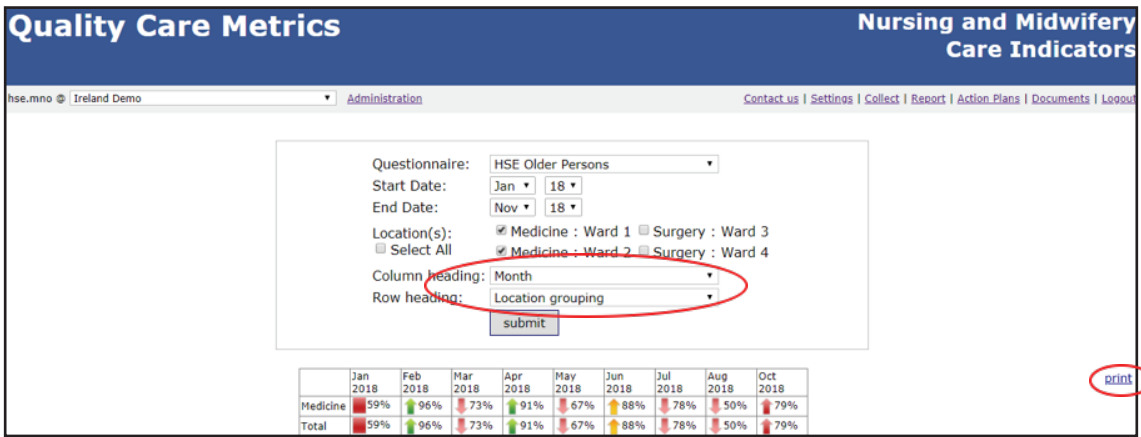 Quality Care Metrics
Nursing and Midwifery
Care Indicators
hse.mno @ Ireland Demo Administration Contact us | Settings | Collect | Report | Action Plans | Documents | Logout
Questionnaire: HSE Older Persons
Start Date: Jan 18
End Date: Nov 18
Location(s): Medicine : Ward 1 Surgery : Ward 3
Select All Medicine : Ward 2 Surgery : Ward 4
Column heading: Month
Row heading: Location grouping
submit
print
Jan Feb Mar Apr May Jun Jul Aug Oct
2018 2018 2018 2018 2018 2018 2018 2018 2018
Medicine 59% 96% 73% 91% 67% 88% 78% 50% 79%
Total 59% 96% 73% 91% 67% 88% 78% 50% 79%